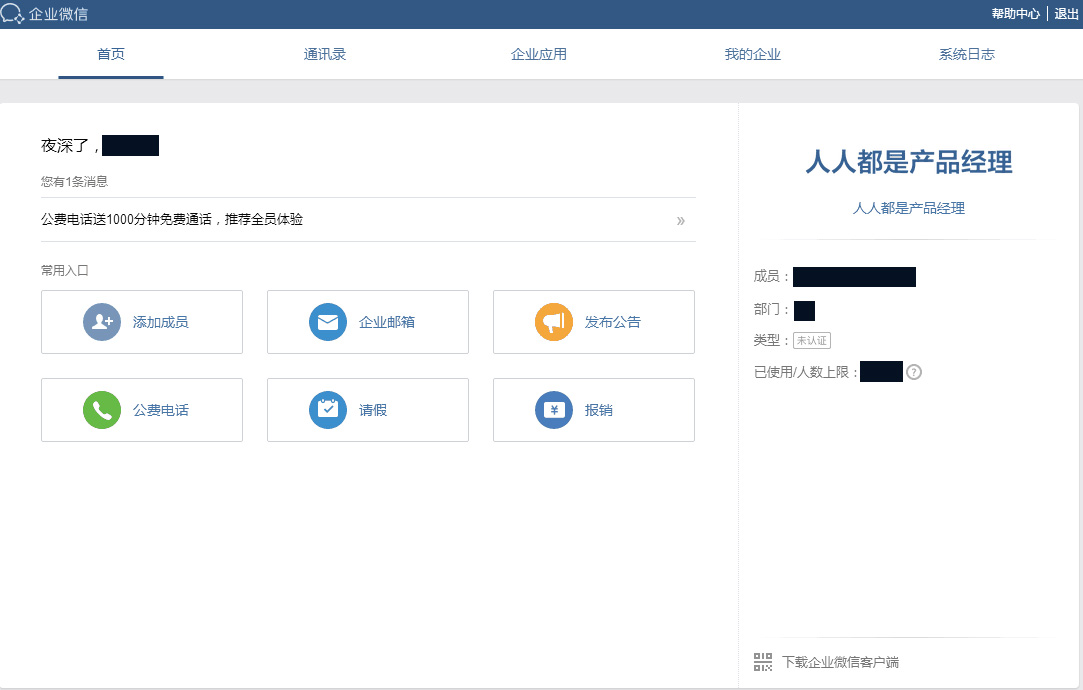 企业微信
帮助中心 | 退出
首页 通讯录 企业应用 我的企业 系统日志
夜深了，
您有1条消息
公费电话送1000分钟免费通话，推荐全员体验 »
常用入口
添加成员 企业邮箱 发布公告
公费电话 请假 报销
人人都是产品经理
人人都是产品经理
成员：
部门：
类型：未认证
已使用/人数上限： ?
下载企业微信客户端